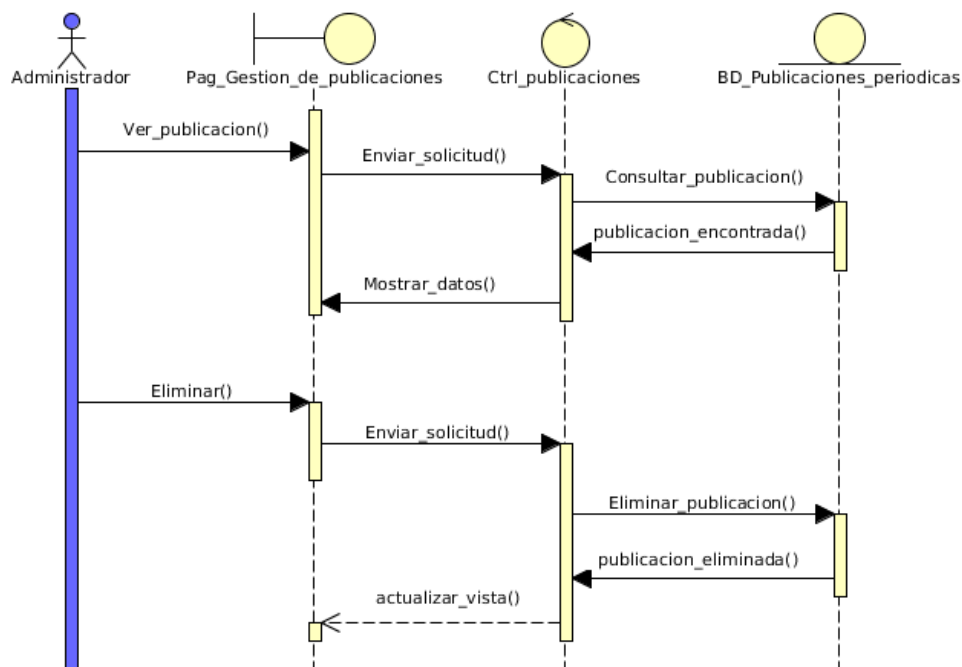 Administrador
Pag_Gestion_de_publicaciones
Ctrl_publicaciones
BD_Publicaciones_periodicas
Ver_publicacion()
Enviar_solicitud()
Consultar_publicacion()
publicacion_encontrada()
Mostrar_datos()
Eliminar()
Enviar_solicitud()
Eliminar_publicacion()
publicacion_eliminada()
actualizar_vista()